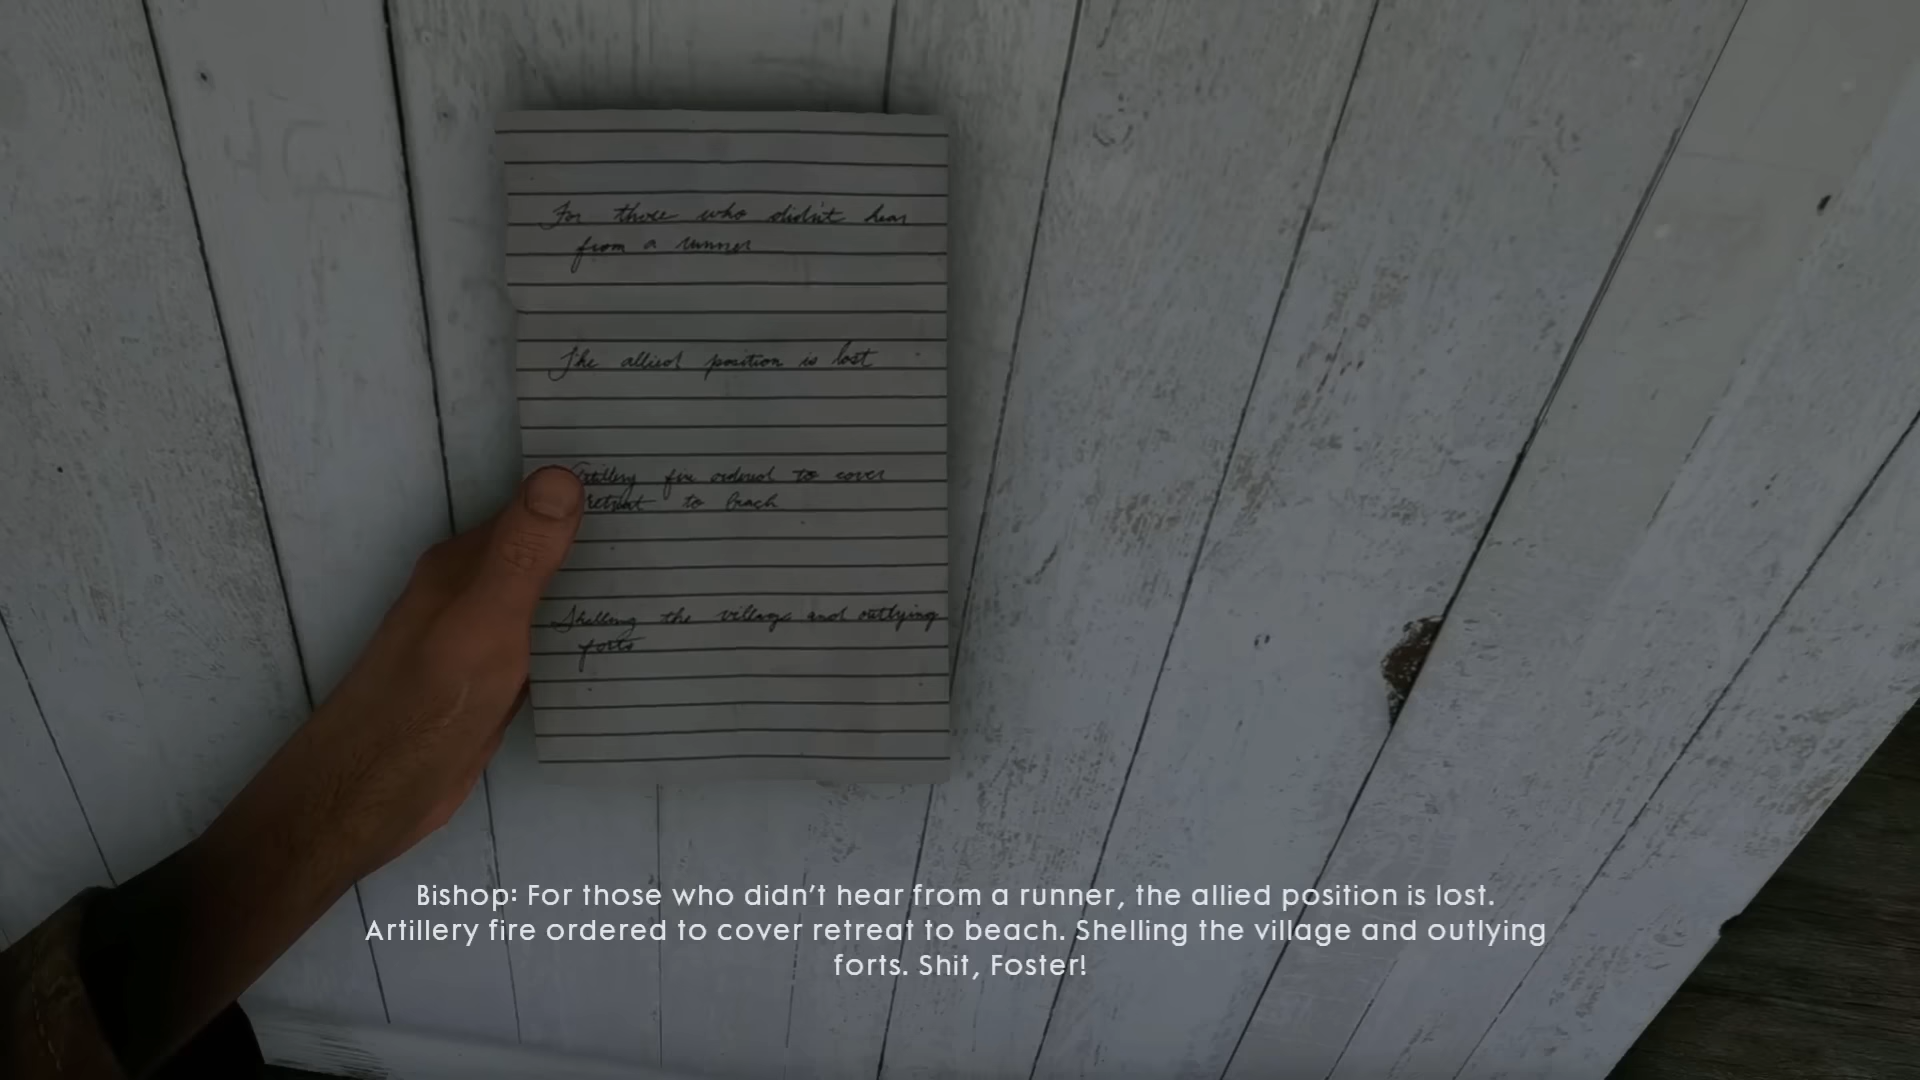 For those who didn't hear
from a runner
The allied position is lost
Artillery fire ordered to cover
retreat to beach
Shelling the village and outlying
forts
Bishop: For those who didn't hear from a runner, the allied position is lost.
Artillery fire ordered to cover retreat to beach. Shelling the village and outlying
forts. Shit, Foster!